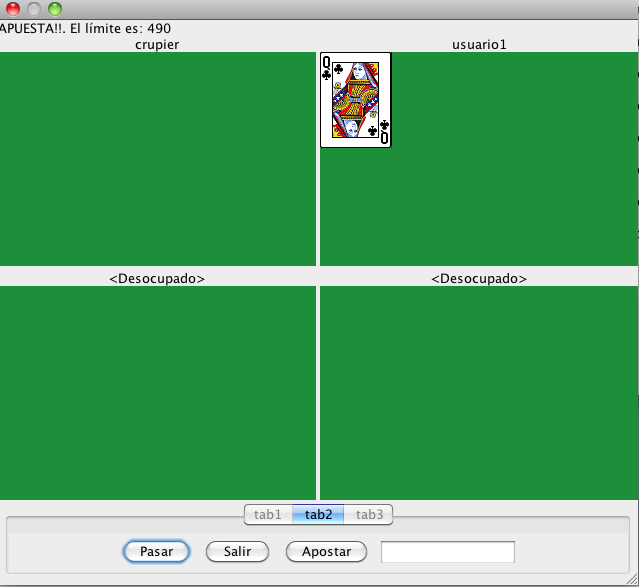 APUESTA!!. El límite es: 490
crupier
usuario1
Q
Q
<Desocupado>
<Desocupado>
tab1 tab2 tab3
Pasar Salir Apostar